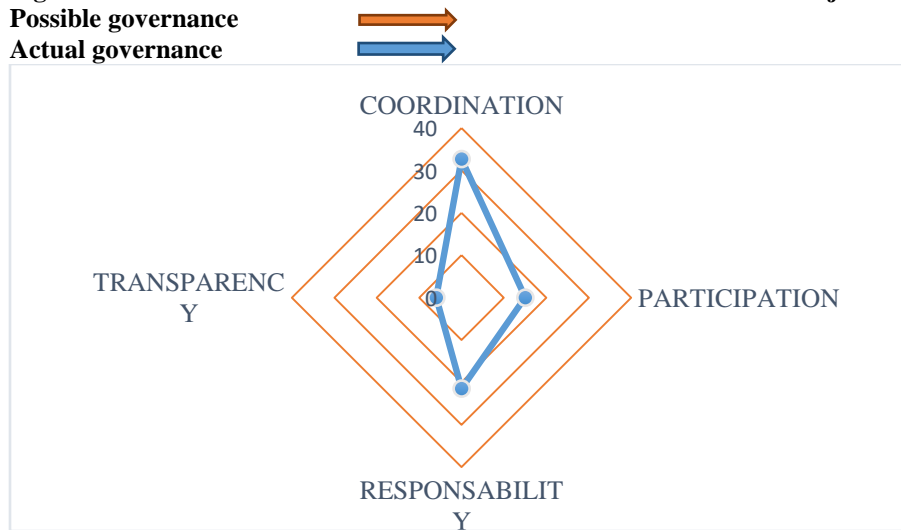 Possible governance
Actual governance
COORDINATION
40
30
20
10
0
TRANSPARENC
Y
PARTICIPATION
RESPONSABILIT
Y